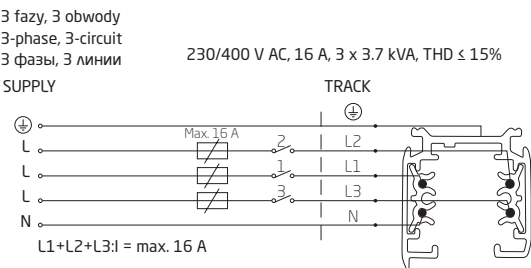 3 fazy, 3 obwody
3-phase, 3-circuit
3 фазы, 3 линии
230/400 V AC, 16 A, 3 x 3.7 kVA, THD ≤ 15%
SUPPLY
TRACK
Max. 16 A
L 2 L2
L 1 L1
L 3 L3
N N
L1+L2+L3:I = max. 16 A